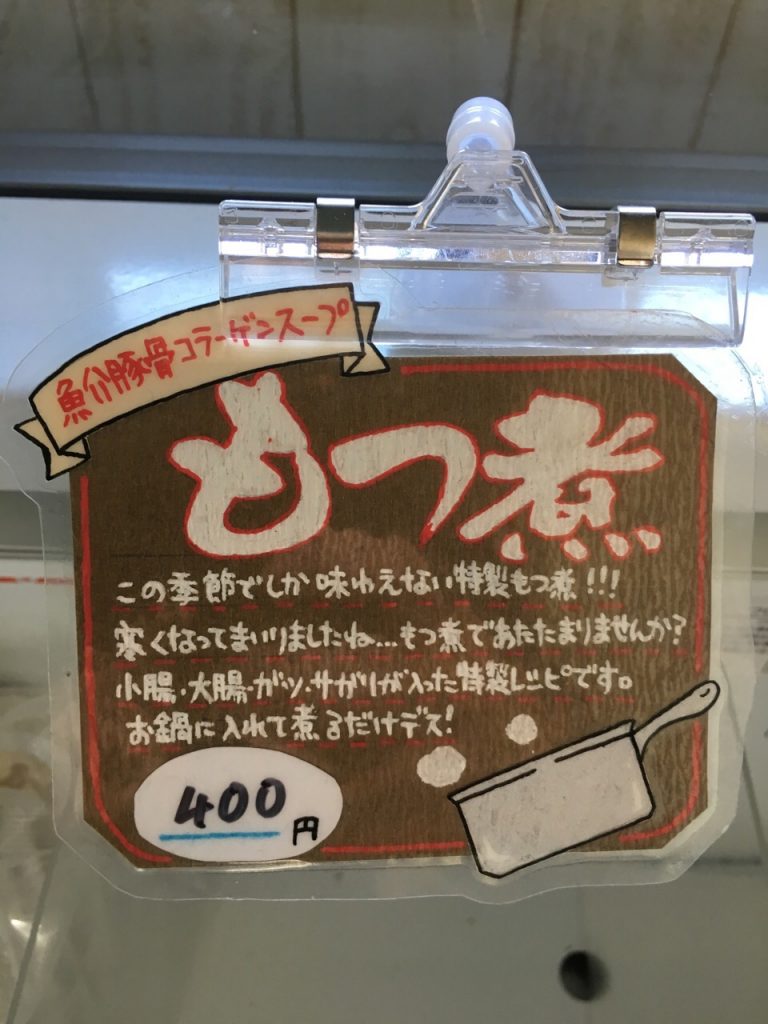 魚介豚骨コラーゲンスープ
もつ煮
この季節でしか味わえない特製もつ煮!!!
寒くなってまいりましたね...もつ煮であたたまりませんか?
小腸・大腸・ガツ・サガリが入った特製レシピです。
お鍋に入れて煮るだけデス!
400円